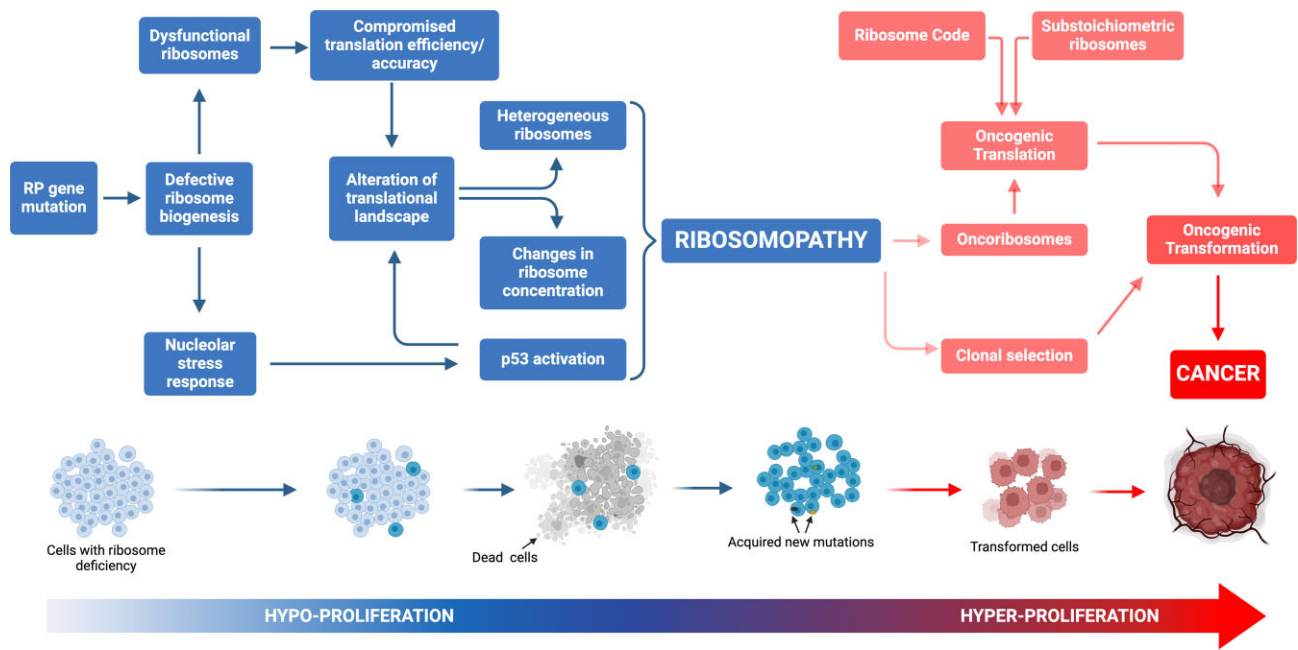 Dysfunctional
ribosomes
Compromised
translation efficiency/
accuracy
Ribosome Code
Substoichiometric
ribosomes
Heterogeneous
ribosomes
Oncogenic
Translation
RP gene
mutation
Defective
ribosome
biogenesis
Alteration of
translational
landscape
RIBOSOMOPATHY
Oncoribosomes
Oncogenic
Transformation
Changes in
ribosome
concentration
Nucleolar
stress
response
p53 activation
Clonal selection
CANCER
Cells with ribosome
deficiency
Dead cells
Acquired new mutations
Transformed cells
HYPO-PROLIFERATION
HYPER-PROLIFERATION